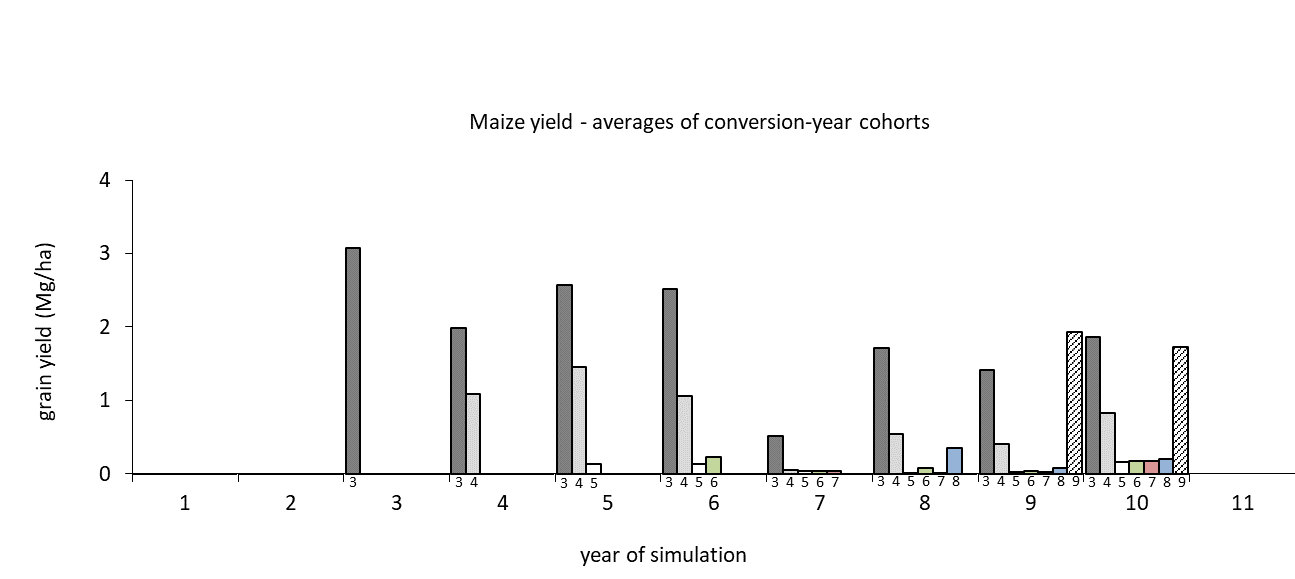 Maize yield - averages of conversion-year cohorts
4
3
2
1
0
grain yield (Mg/ha)
3 3 4 3 4 5 3 4 5 6 3 4 5 6 7 3 4 5 6 7 8 3 4 5 6 7 8 9 3 4 5 6 7 8 9
1 2 3 4 5 6 7 8 9 10 11
year of simulation